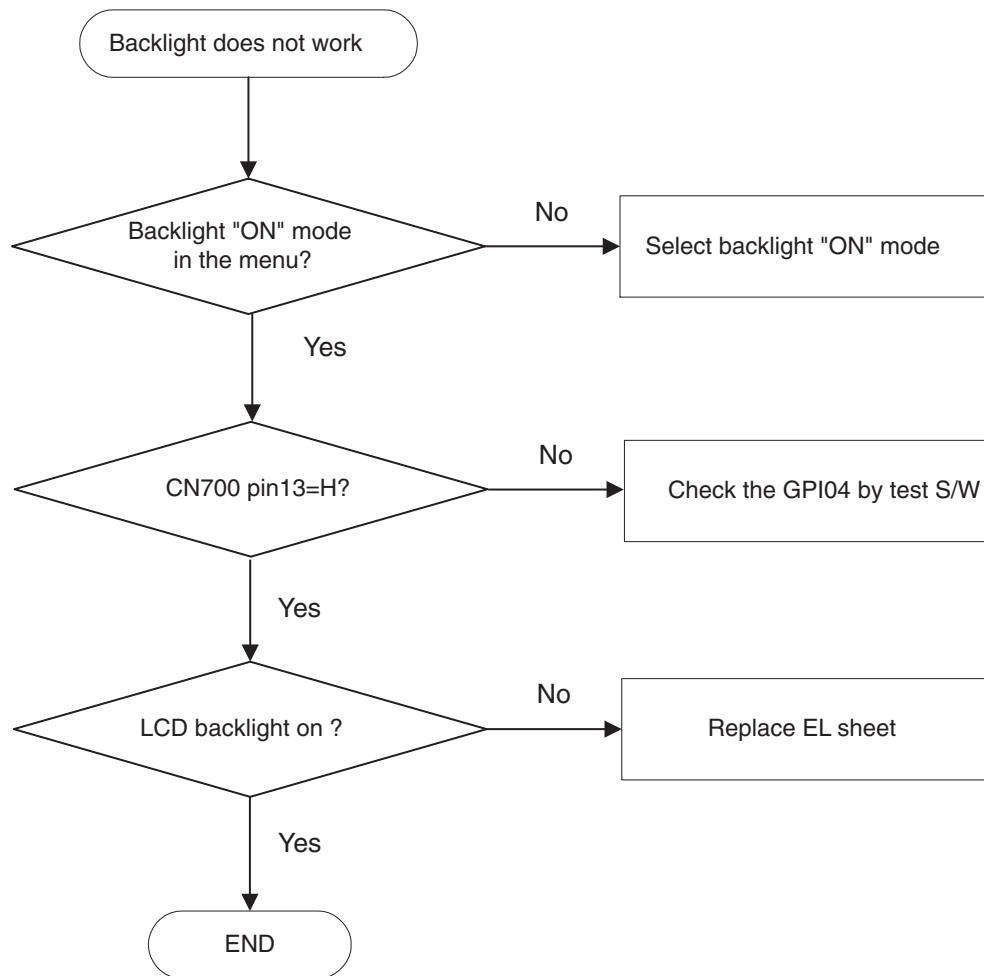 Backlight does not work
Backlight "ON" mode
in the menu?
No
Select backlight "ON" mode
Yes
CN700 pin13=H?
No
Check the GPI04 by test S/W
Yes
LCD backlight on ?
No
Replace EL sheet
Yes
END